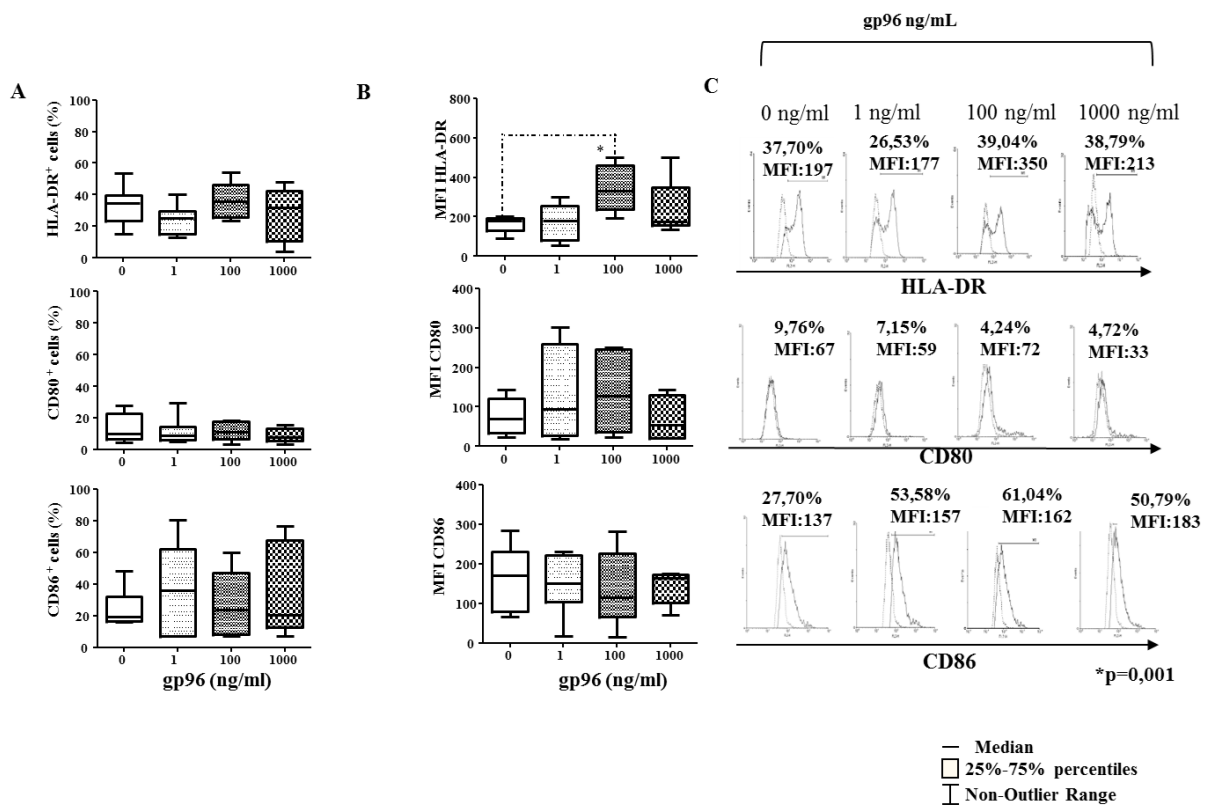 gp96 ng/mL
A
HLA-DR+ cells (%)
100
80
60
40
20
0
0 1 100 1000
CD80 + cells (%)
100
80
60
40
20
0
0 1 100 1000
CD86 + cells (%)
100
80
60
40
20
0
0 1 100 1000
gp96 (ng/ml)
B
MFI HLA-DR
800
600
400
200
0
*
0 1 100 1000
MFI CD80
400
300
200
100
0
0 1 100 1000
MFI CD86
400
300
200
100
0
0 1 100 1000
gp96 (ng/ml)
C
0 ng/ml 1 ng/ml 100 ng/ml 1000 ng/ml
37,70% 26,53% 39,04% 38,79%
MFI:197 MFI:177 MFI:350 MFI:213
HLA-DR
9,76% 7,15% 4,24% 4,72%
MFI:67 MFI:59 MFI:72 MFI:33
CD80
27,70% 53,58% 61,04% 50,79%
MFI:137 MFI:157 MFI:162 MFI:183
CD86
*p=0,001
Median
25%-75% percentiles
Non-Outlier Range